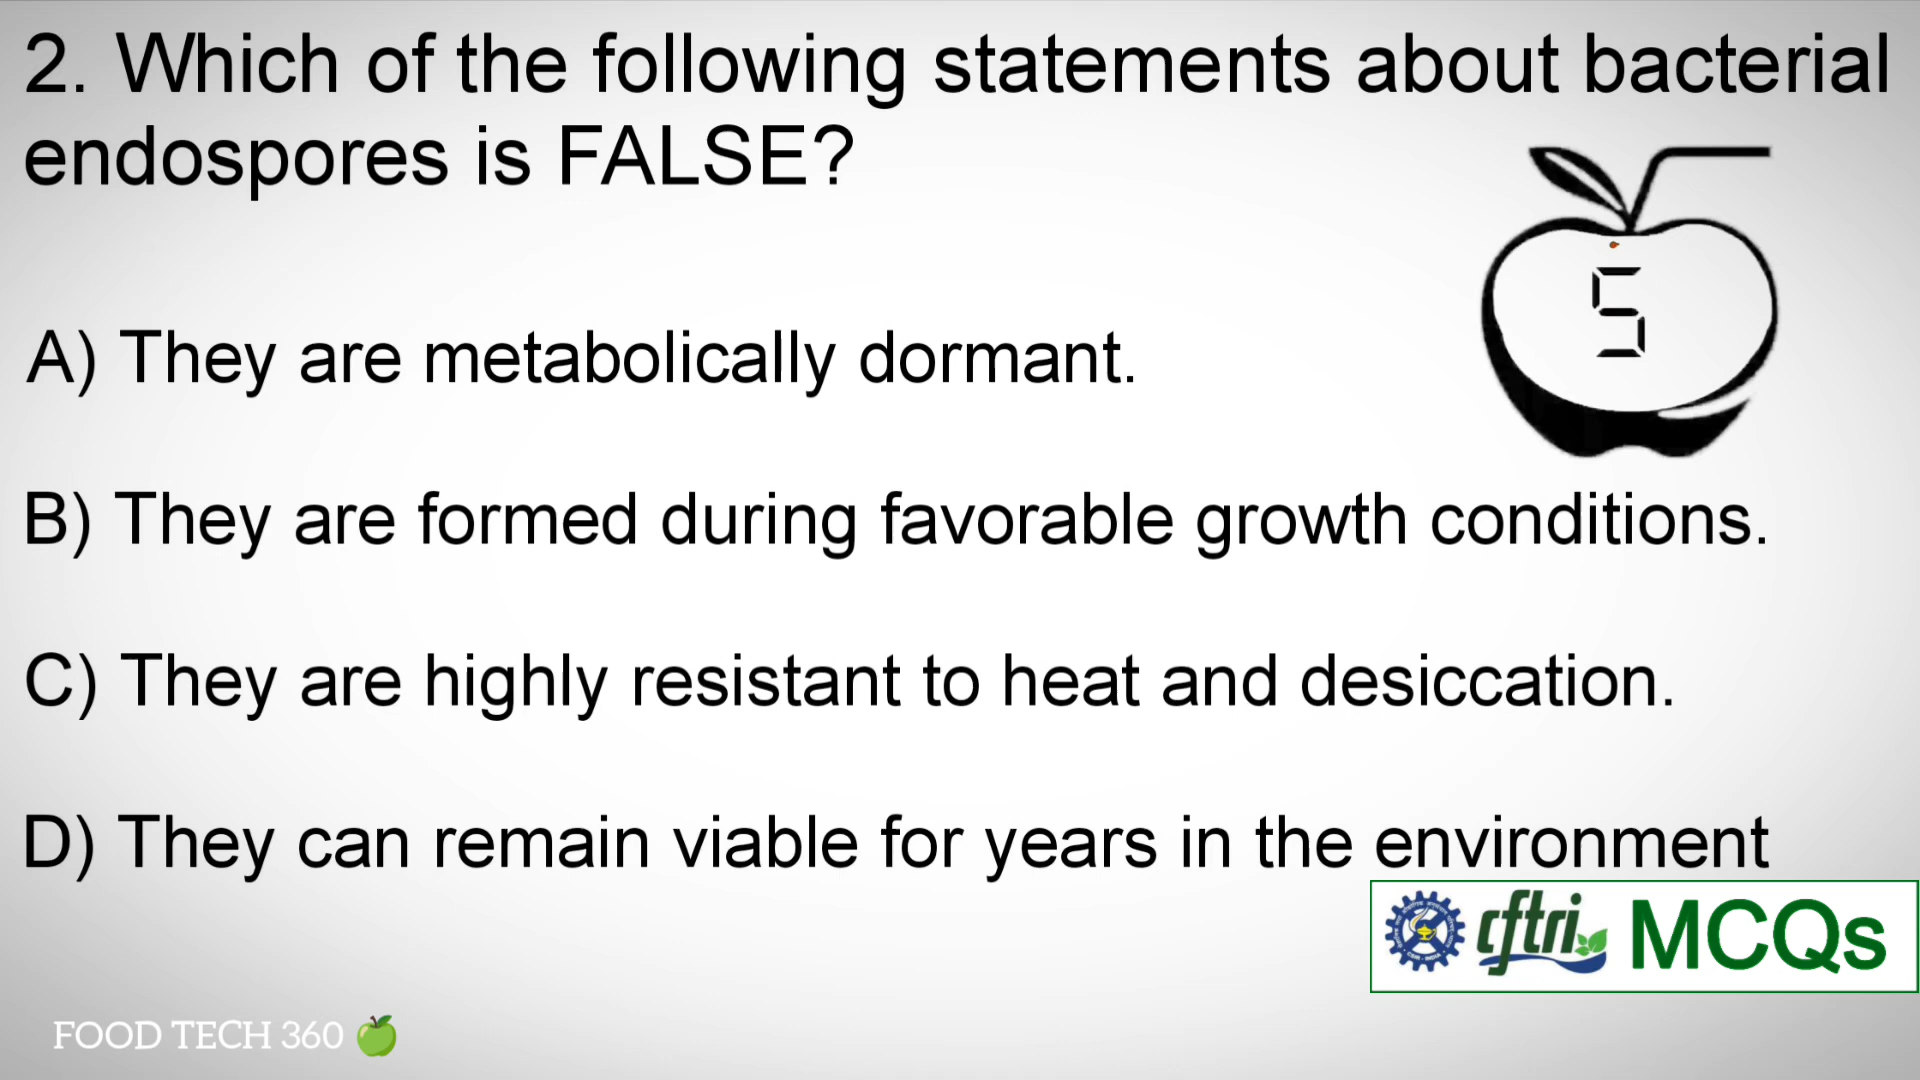 2. Which of the following statements about bacterial
endospores is FALSE?
5
A) They are metabolically dormant.
B) They are formed during favorable growth conditions.
C) They are highly resistant to heat and desiccation.
D) They can remain viable for years in the environment
cftri MCQs
FOOD TECH 360